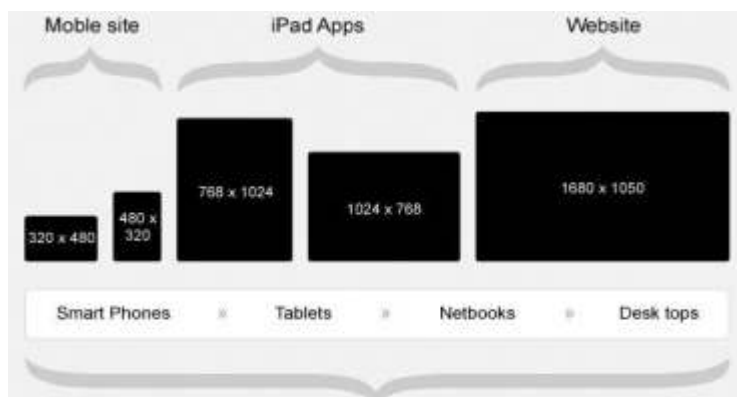 Moble site
iPad Apps
Website
320 x 480
480 x
320
768 x 1024
1024 x 768
1680 x 1050
Smart Phones » Tablets » Netbooks » Desk tops